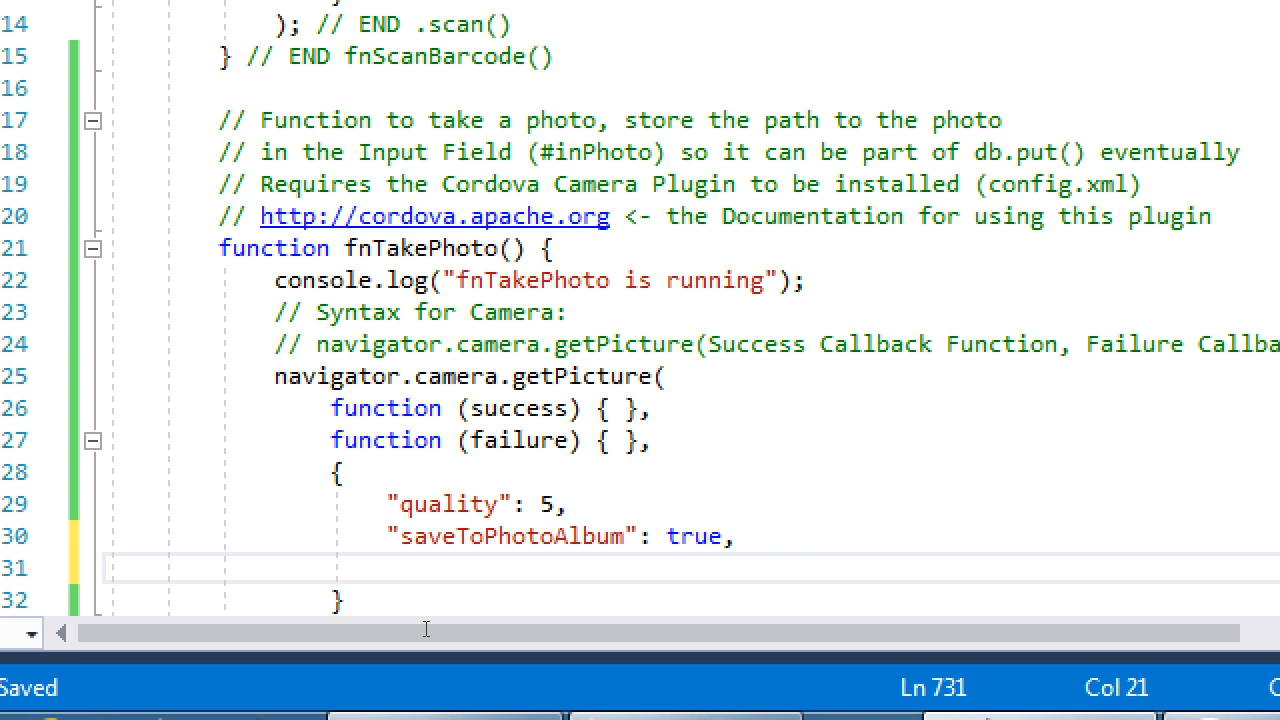 14 ); // END .scan()
15 } // END fnScanBarcode()
16
17 // Function to take a photo, store the path to the photo
18 // in the Input Field (#inPhoto) so it can be part of db.put() eventually
19 // Requires the Cordova Camera Plugin to be installed (config.xml)
20 // http://cordova.apache.org <- the Documentation for using this plugin
21 function fnTakePhoto() {
22 console.log("fnTakePhoto is running");
23 // Syntax for Camera:
24 // navigator.camera.getPicture(Success Callback Function, Failure Callba
25 navigator.camera.getPicture(
26 function (success) { },
27 function (failure) { },
28 {
29 "quality": 5,
30 "saveToPhotoAlbum": true,
31
32 }
Saved Ln 731 Col 21